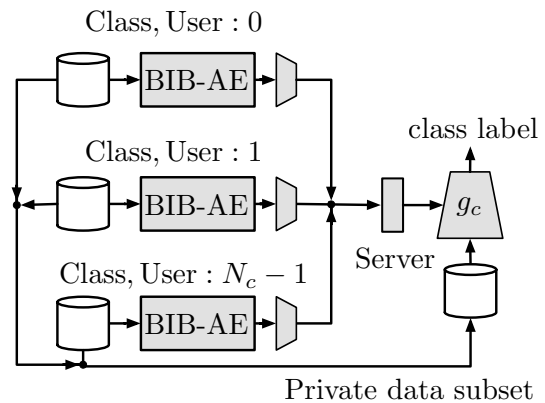 Class, User : 0
BIB-AE
class label
Class, User : 1
BIB-AE
g_c
Server
Class, User : N_c − 1
BIB-AE
Private data subset